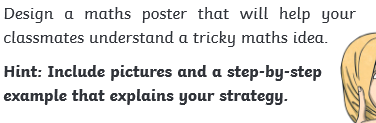 Design a maths poster that will help your
classmates understand a tricky maths idea.
Hint: Include pictures and a step-by-step
example that explains your strategy.